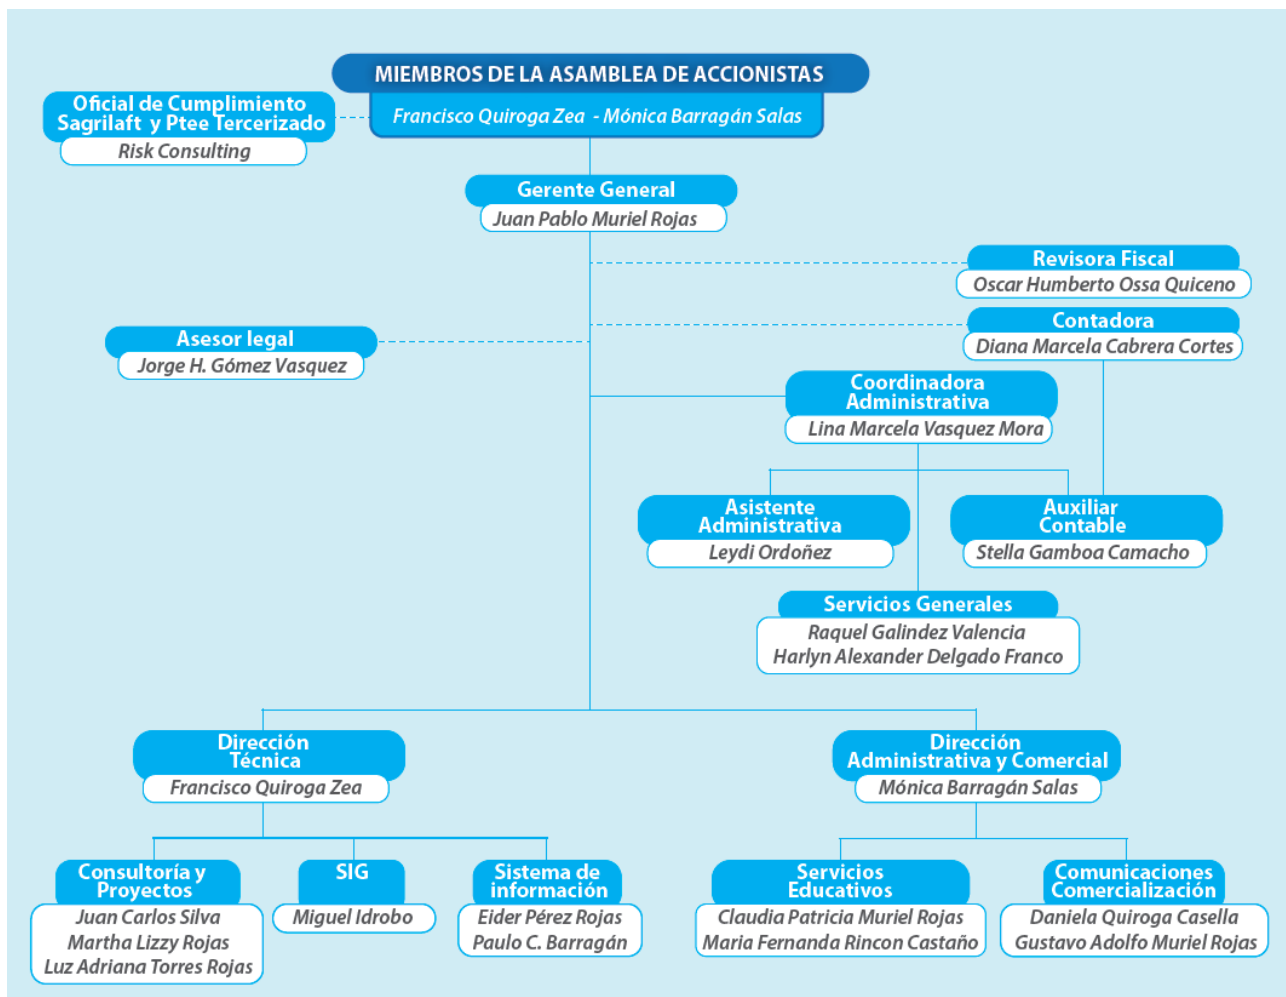 MIEMBROS DE LA ASAMBLEA DE ACCIONISTAS
Francisco Quiroga Zea - Mónica Barragán Salas
Oficial de Cumplimiento
Sagrilaft y Ptee Tercerizado
Risk Consulting
Gerente General
Juan Pablo Muriel Rojas
Revisora Fiscal
Oscar Humberto Ossa Quiceno
Contadora
Diana Marcela Cabrera Cortes
Asesor legal
Jorge H. Gómez Vasquez
Coordinadora
Administrativa
Lina Marcela Vasquez Mora
Asistente
Administrativa
Leydi Ordoñez
Auxiliar
Contable
Stella Gamboa Camacho
Servicios Generales
Raquel Galindez Valencia
Harlyn Alexander Delgado Franco
Dirección
Técnica
Francisco Quiroga Zea
Dirección
Administrativa y Comercial
Mónica Barragán Salas
Consultoría y
Proyectos
Juan Carlos Silva
Martha Lizzy Rojas
Luz Adriana Torres Rojas
SIG
Miguel Idrobo
Sistema de
información
Eider Pérez Rojas
Paulo C. Barragán
Servicios
Educativos
Claudia Patricia Muriel Rojas
Maria Fernanda Rincon Castaño
Comunicaciones
Comercialización
Daniela Quiroga Casella
Gustavo Adolfo Muriel Rojas